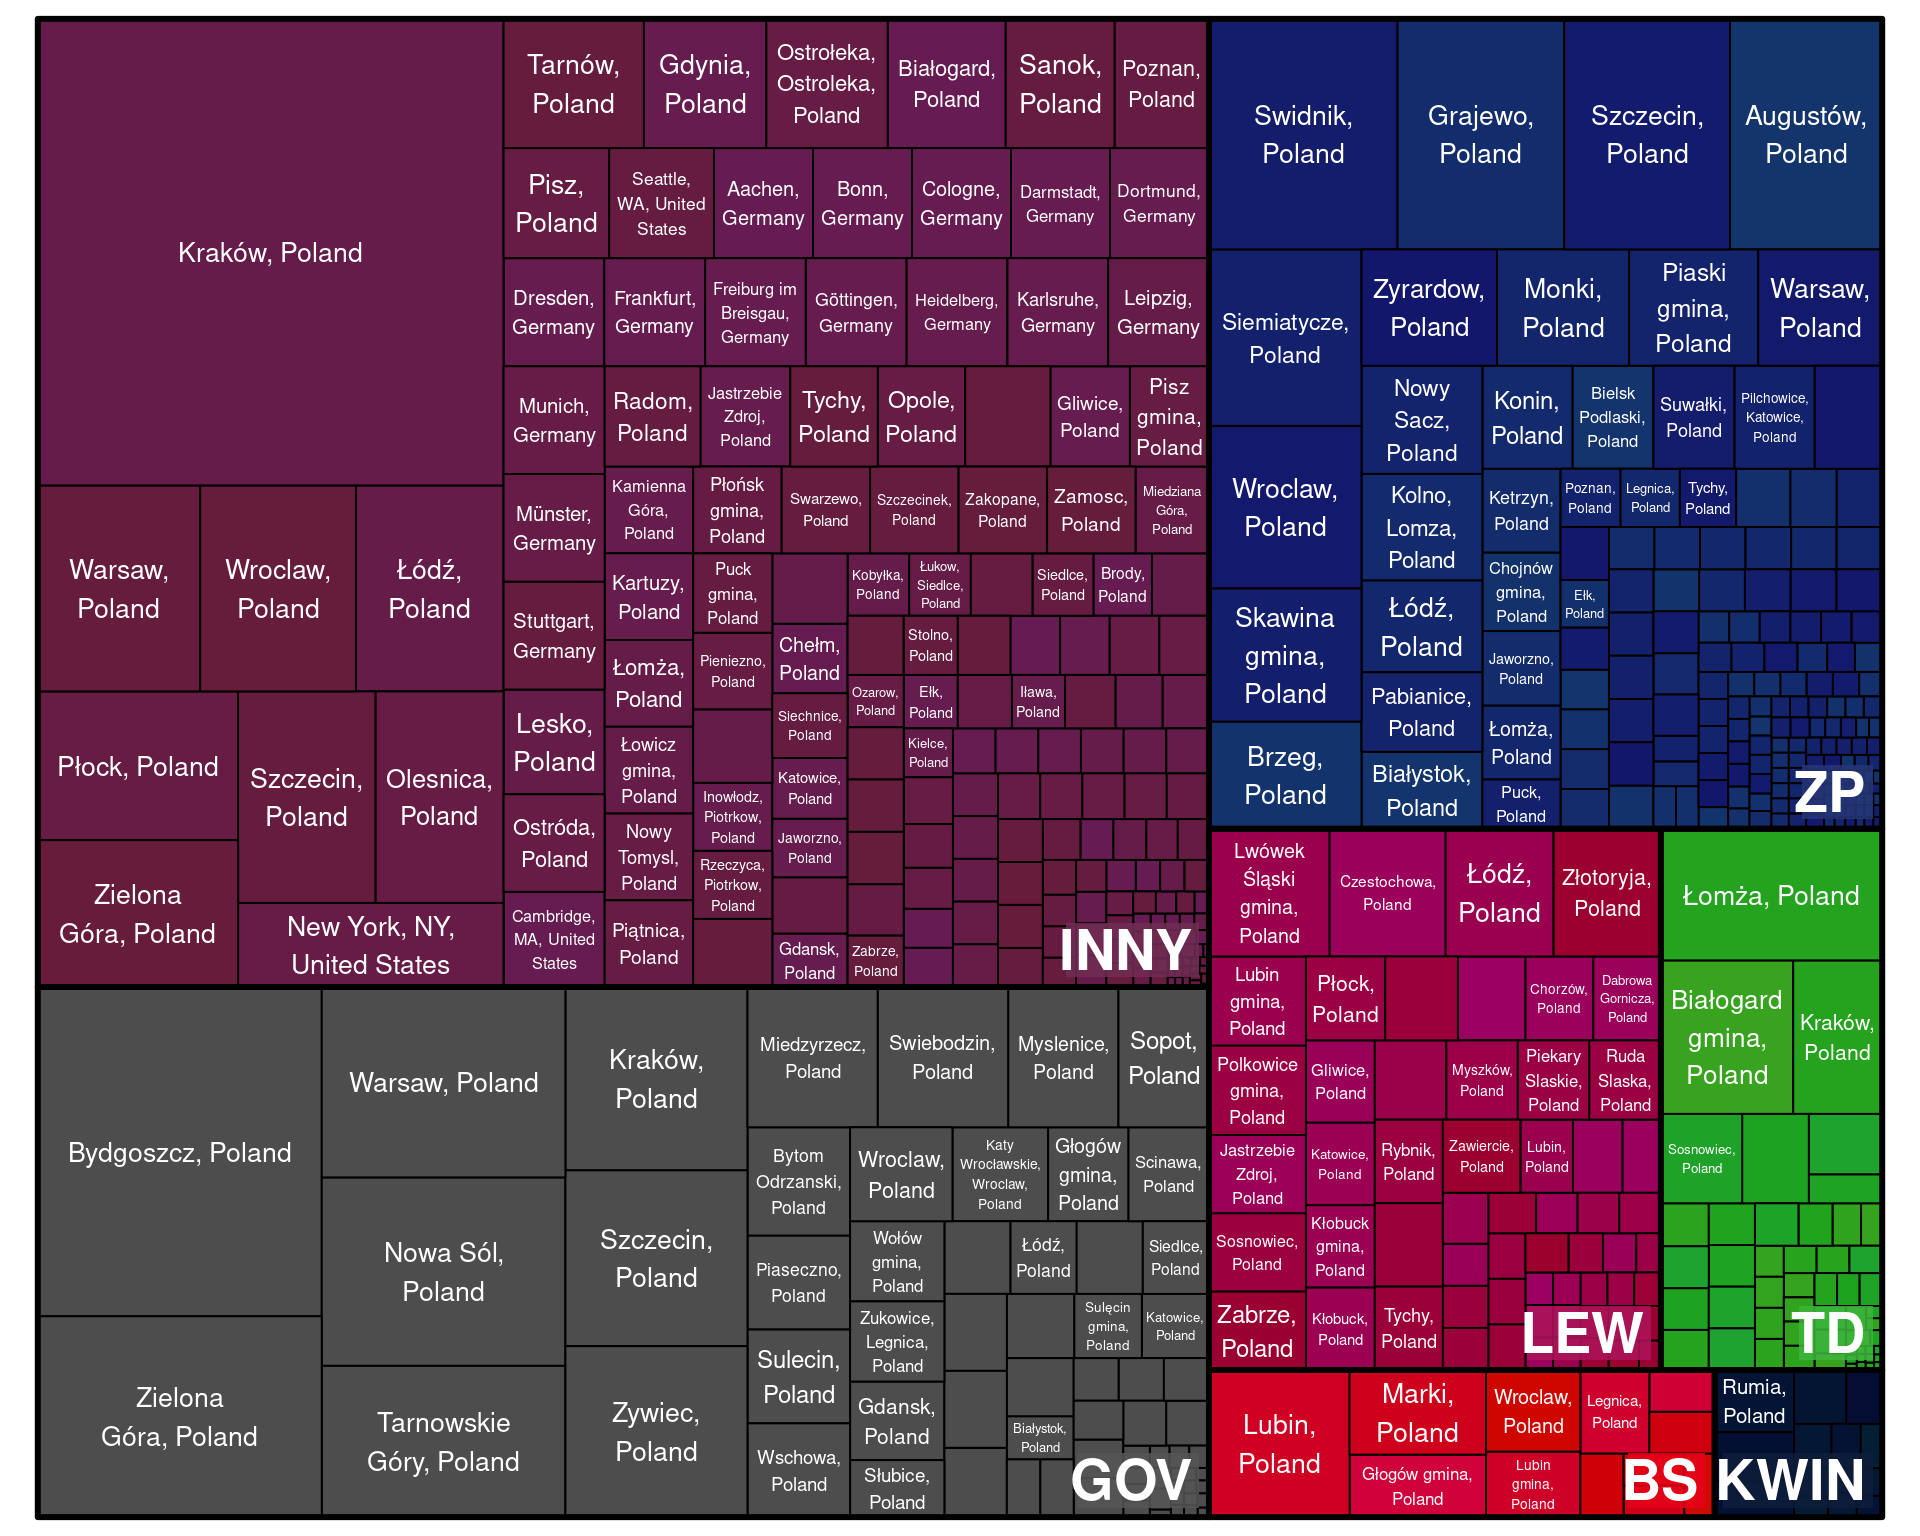 Kraków, Poland
Warsaw,
Poland
Wroclaw,
Poland
Łódź,
Poland
Płock, Poland
Zielona
Góra, Poland
Szczecin,
Poland
Olesnica,
Poland
New York, NY,
United States
Tarnów,
Poland
Gdynia,
Poland
Ostrołeka,
Ostroleka,
Poland
Białogard,
Poland
Sanok,
Poland
Poznan,
Poland
Pisz,
Poland
Seattle,
WA, United
States
Aachen,
Germany
Bonn,
Germany
Cologne,
Germany
Darmstadt,
Germany
Dortmund,
Germany
Dresden,
Germany
Frankfurt,
Germany
Freiburg im
Breisgau,
Germany
Göttingen,
Germany
Heidelberg,
Germany
Karlsruhe,
Germany
Leipzig,
Germany
Munich,
Germany
Münster,
Germany
Stuttgart,
Germany
Lesko,
Poland
Ostróda,
Poland
Cambridge,
MA, United
States
Radom,
Poland
Jastrzebie
Zdroj,
Poland
Tychy,
Poland
Opole,
Poland
Gliwice,
Poland
Pisz
gmina,
Poland
Kamienna
Góra,
Poland
Płońsk
gmina,
Poland
Swarzewo,
Poland
Szczecinek,
Poland
Zakopane,
Poland
Zamosc,
Poland
Miedziana
Góra,
Poland
Kartuzy,
Poland
Łomża,
Poland
Łowicz
gmina,
Poland
Nowy
Tomysl,
Poland
Piątnica,
Poland
Puck
gmina,
Poland
Pieniezno,
Poland
Inowłodz,
Piotrkow,
Poland
Rzeczyca,
Piotrkow,
Poland
Chełm,
Poland
Siechnice,
Poland
Katowice,
Poland
Jaworzno,
Poland
Gdansk,
Poland
Kobyłka,
Poland
Łukow,
Siedlce,
Poland
Siedlce,
Poland
Brody,
Poland
Stolno,
Poland
Ozarow,
Poland
Ełk,
Poland
Iława,
Poland
Kielce,
Poland
Zabrze,
Poland
INNY
Swidnik,
Poland
Grajewo,
Poland
Szczecin,
Poland
Augustów,
Poland
Siemiatycze,
Poland
Wroclaw,
Poland
Skawina
gmina,
Poland
Brzeg,
Poland
Zyrardow,
Poland
Monki,
Poland
Piaski
gmina,
Poland
Warsaw,
Poland
Nowy
Sacz,
Poland
Kolno,
Lomza,
Poland
Łódź,
Poland
Pabianice,
Poland
Białystok,
Poland
Konin,
Poland
Bielsk
Podlaski,
Poland
Suwałki,
Poland
Pilchowice,
Katowice,
Poland
Ketrzyn,
Poland
Poznan,
Poland
Legnica,
Poland
Tychy,
Poland
Chojnów
gmina,
Poland
Ełk,
Poland
Jaworzno,
Poland
Łomża,
Poland
Puck,
Poland
ZP
Bydgoszcz, Poland
Zielona
Góra, Poland
Warsaw, Poland
Nowa Sól,
Poland
Tarnowskie
Góry, Poland
Kraków,
Poland
Szczecin,
Poland
Zywiec,
Poland
Miedzyrzecz,
Poland
Swiebodzin,
Poland
Myslenice,
Poland
Sopot,
Poland
Bytom
Odrzanski,
Poland
Piaseczno,
Poland
Sulecin,
Poland
Wschowa,
Poland
Wroclaw,
Poland
Katy
Wrocławskie,
Wroclaw,
Poland
Głogów
gmina,
Poland
Scinawa,
Poland
Wołów
gmina,
Poland
Łódź,
Poland
Siedlce,
Poland
Zukowice,
Legnica,
Poland
Sulęcin
gmina,
Poland
Katowice,
Poland
Gdansk,
Poland
Białystok,
Poland
Słubice,
Poland
GOV
Lwówek
Śląski
gmina,
Poland
Czestochowa,
Poland
Łódź,
Poland
Złotoryja,
Poland
Lubin
gmina,
Poland
Polkowice
gmina,
Poland
Jastrzebie
Zdroj,
Poland
Sosnowiec,
Poland
Zabrze,
Poland
Płock,
Poland
Chorzów,
Poland
Dabrowa
Gornicza,
Poland
Gliwice,
Poland
Myszków,
Poland
Piekary
Slaskie,
Poland
Ruda
Slaska,
Poland
Katowice,
Poland
Rybnik,
Poland
Zawiercie,
Poland
Lubin,
Poland
Kłobuck
gmina,
Poland
Kłobuck,
Poland
Tychy,
Poland
LEW
Łomża, Poland
Białogard
gmina,
Poland
Kraków,
Poland
Sosnowiec,
Poland
TD
Lubin,
Poland
Marki,
Poland
Głogów gmina,
Poland
Wroclaw,
Poland
Lubin
gmina,
Poland
Legnica,
Poland
BS
Rumia,
Poland
KWIN